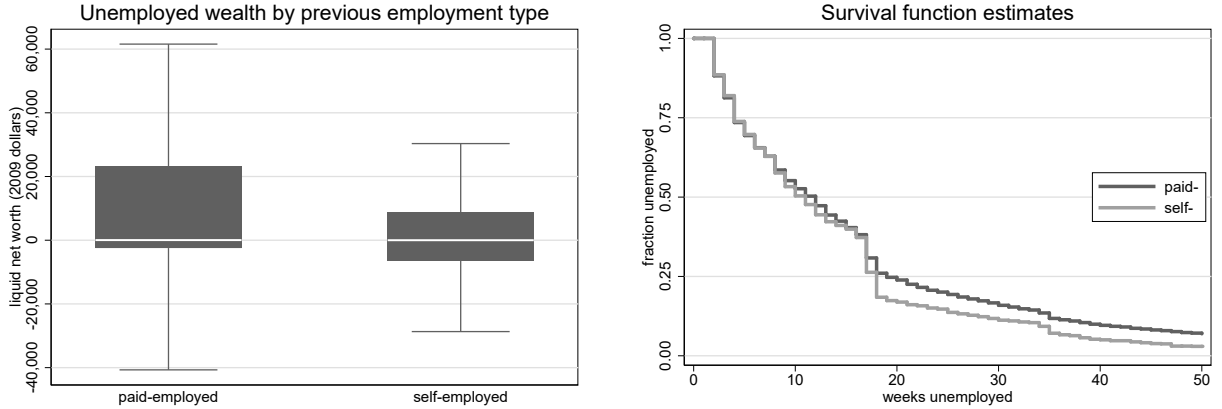 Unemployed wealth by previous employment type
liquid net worth (2009 dollars)
60,000
40,000
20,000
0
-20,000
-40,000
paid-employed
self-employed
Survival function estimates
fraction unemployed
1.00
0.75
0.50
0.25
0.00
paid-
self-
0 10 20 30 40 50
weeks unemployed